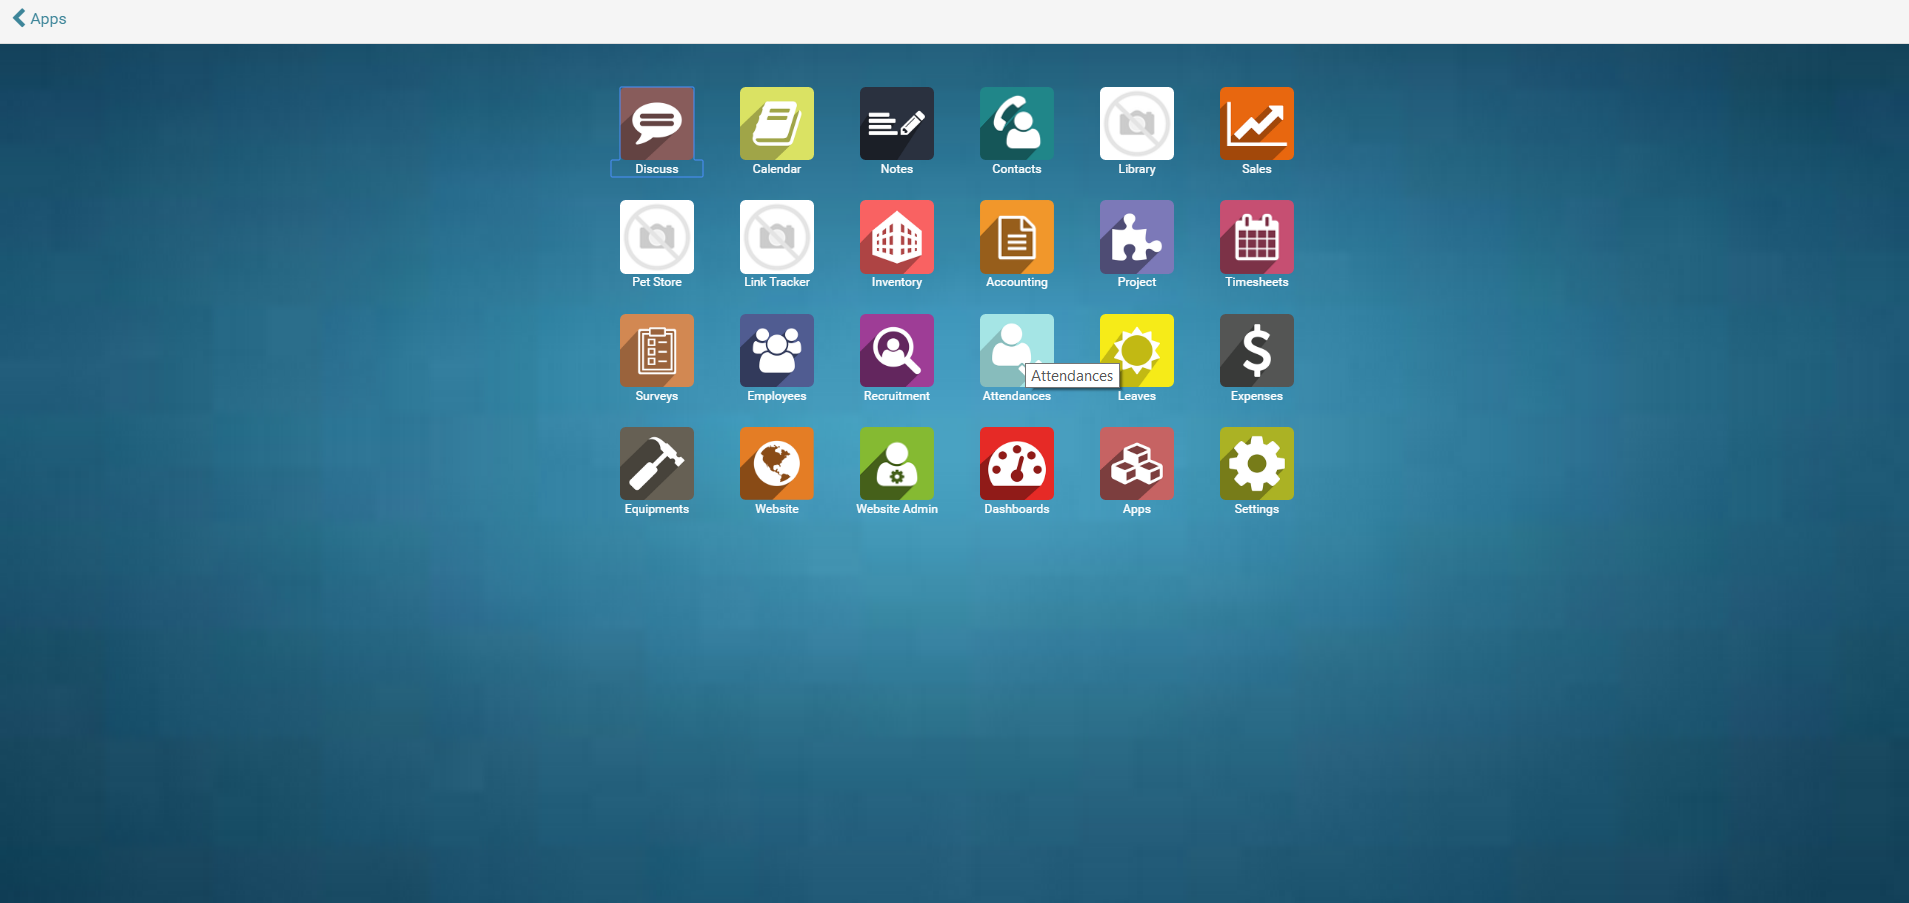 Apps
Discuss
Calendar
Notes
Contacts
Library
Sales
Pet Store
Link Tracker
Inventory
Accounting
Project
Timesheets
Surveys
Employees
Recruitment
Attendances
Attendances
Leaves
Expenses
Equipments
Website
Website Admin
Dashboards
Apps
Settings